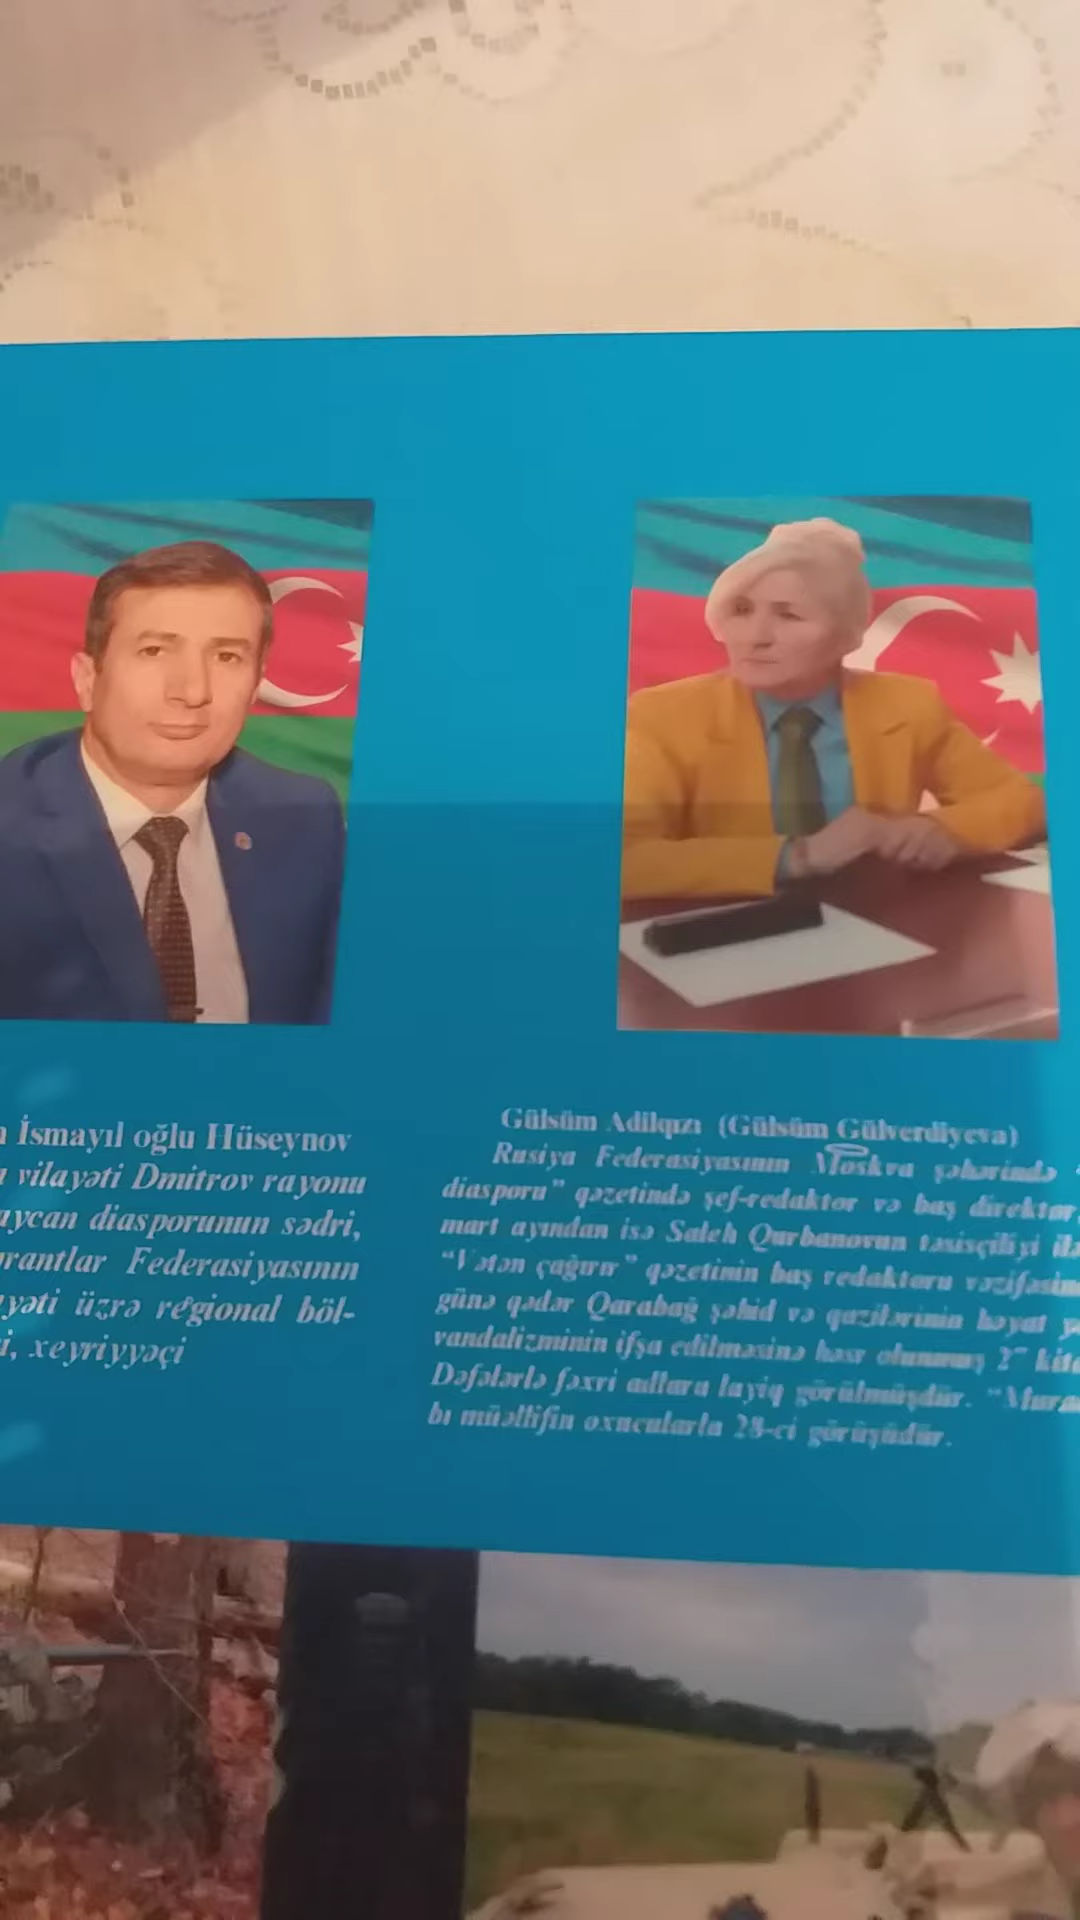 İsmayıl oğlu Hüseynov
vilayəti Dmitrov rayonu
aycan diasporunun sədri,
rantlar Federasiyasının
yəti üzrə regional böl-
i, xeyriyyəçi
Gülsüm Adilqızı (Gülsüm Gülverdiyeva)
Rusiya Federasiyasının Moskva şəhərində
diasporu” qəzetində şef-redaktor və baş direktor,
mart ayından isə Saleh Qurbanovun təsisçiliyi ilə
“Vətən çağırır” qəzetinin baş redaktoru vəzifəsin
günə qədər Qarabağ şəhid və qazilərinin həyat
vandalizminin ifşa edilməsinə həsr olunmuş 27 kita
Dəfələrlə fəxri adlara layiq görülmüşdür. “Mura
bı müəllifin oxucularla 28-ci görüşüdür.